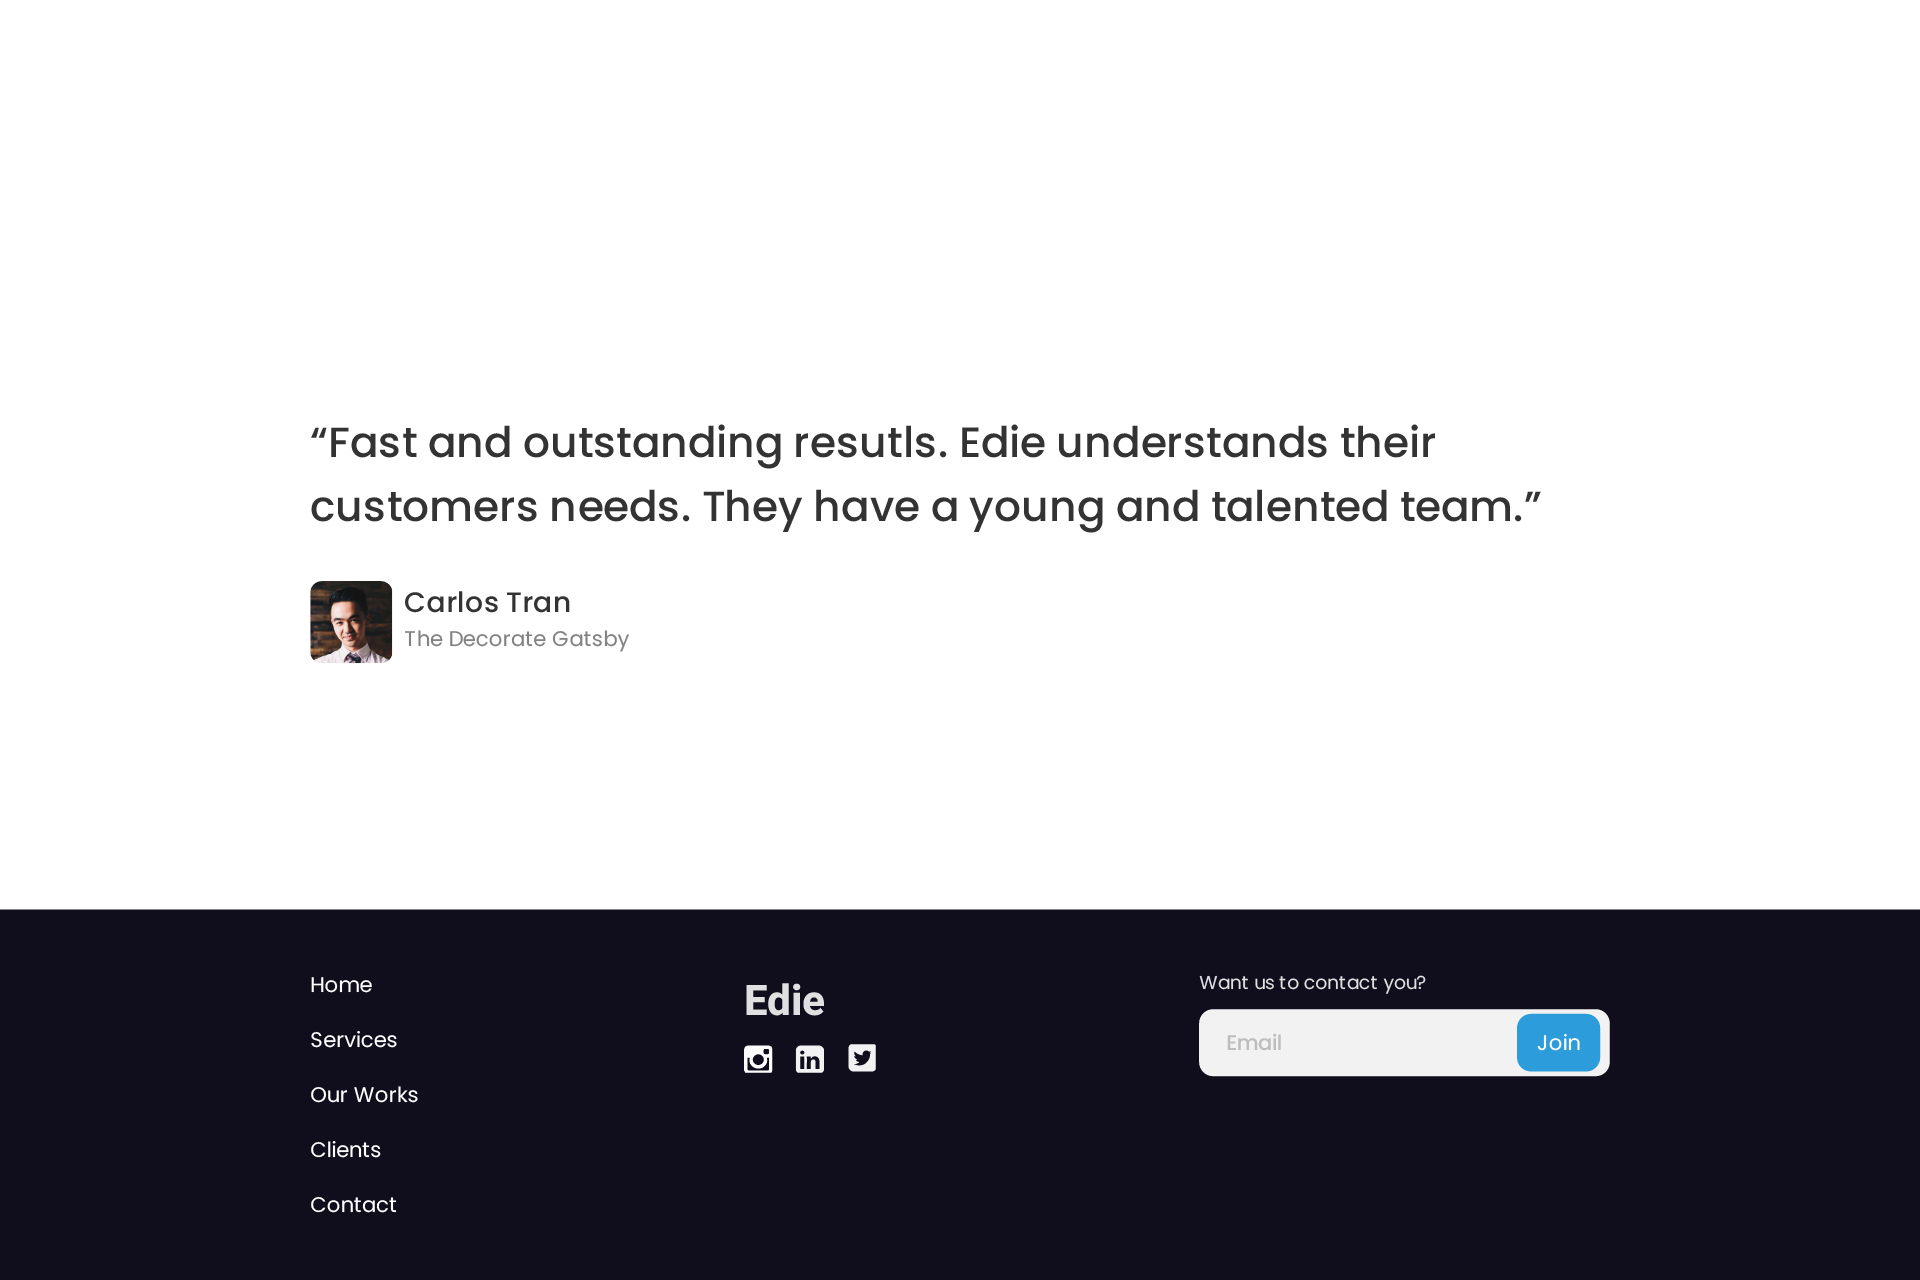 “Fast and outstanding resutls. Edie understands their
customers needs. They have a young and talented team.”
Carlos Tran
The Decorate Gatsby
Home
Services
Our Works
Clients
Contact
Edie
Want us to contact you?
Email
Join